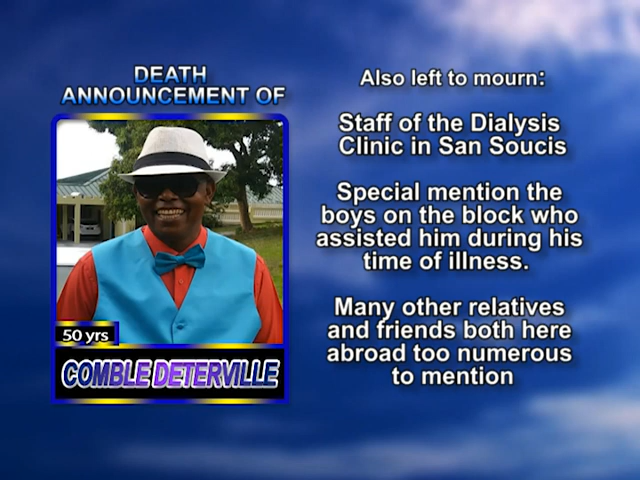 DEATH
ANNOUNCEMENT OF
50 yrs
COMBLE DETERVILLE
Also left to mourn:
Staff of the Dialysis
Clinic in San Soucis
Special mention the
boys on the block who
assisted him during his
time of illness.
Many other relatives
and friends both here
abroad too numerous
to mention